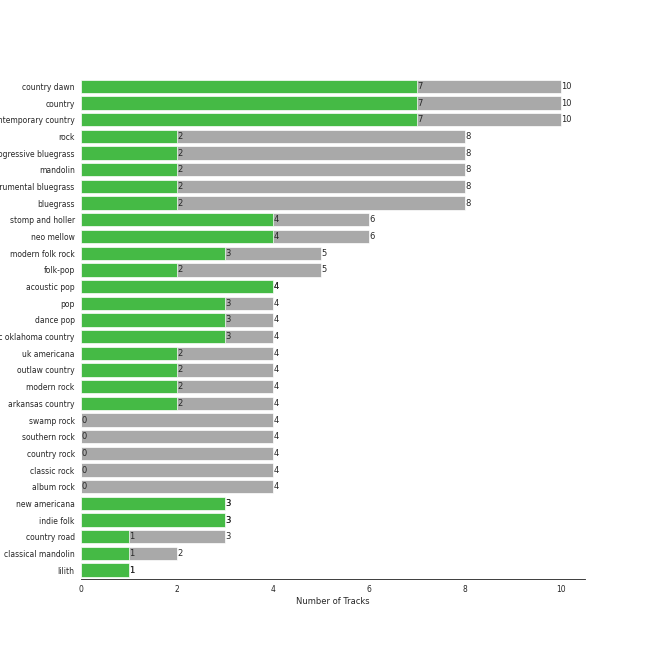 country dawn 7 10
country 7 10
ntemporary country 7 10
rock 2 8
ogressive bluegrass 2 8
mandolin 2 8
rumental bluegrass 2 8
bluegrass 2 8
stomp and holler 4 6
neo mellow 4 6
modern folk rock 3 5
folk-pop 2 5
acoustic pop 4
pop 3 4
dance pop 3 4
c oklahoma country 3 4
uk americana 2 4
outlaw country 2 4
modern rock 2 4
arkansas country 2 4
swamp rock 0 4
southern rock 0 4
country rock 0 4
classic rock 0 4
album rock 0 4
new americana 3
indie folk 3
country road 1 3
classical mandolin 1 2
lilith 1
0 2 4 6 8 10
Number of Tracks